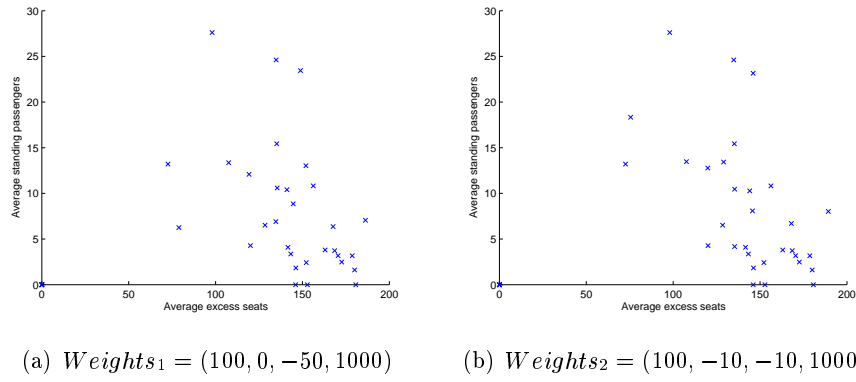 30
25
20
15
10
5
0
Average standing passengers
0 50 100 150 200
Average excess seats
(a) Weights1 = (100, 0, −50, 1000)
30
25
20
15
10
5
0
Average standing passengers
0 50 100 150 200
Average excess seats
(b) Weights2 = (100, −10, −10, 1000